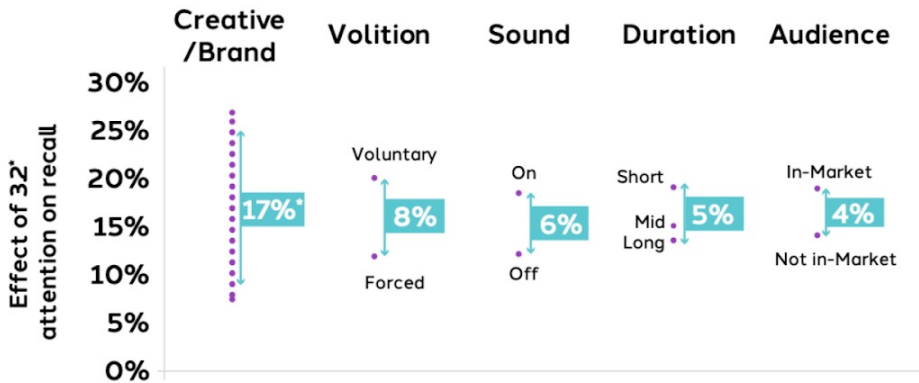 Creative
/Brand
Volition
Sound
Duration
Audience
Effect of 32*
attention on recall
30%
25%
20%
15%
10%
5%
0%
17%*
Voluntary
8%
Forced
On
6%
Off
Short
Mid
Long
5%
In-Market
4%
Not in-Market